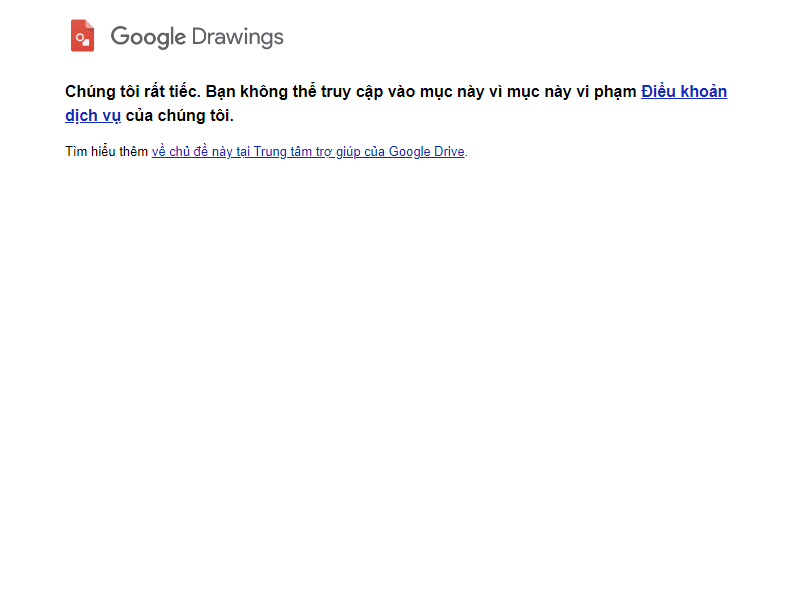 Google Drawings
Chúng tôi rất tiếc. Bạn không thể truy cập vào mục này vì mục này vi phạm Điều khoản
dịch vụ của chúng tôi.
Tìm hiểu thêm về chủ đề này tại Trung tâm trợ giúp của Google Drive.